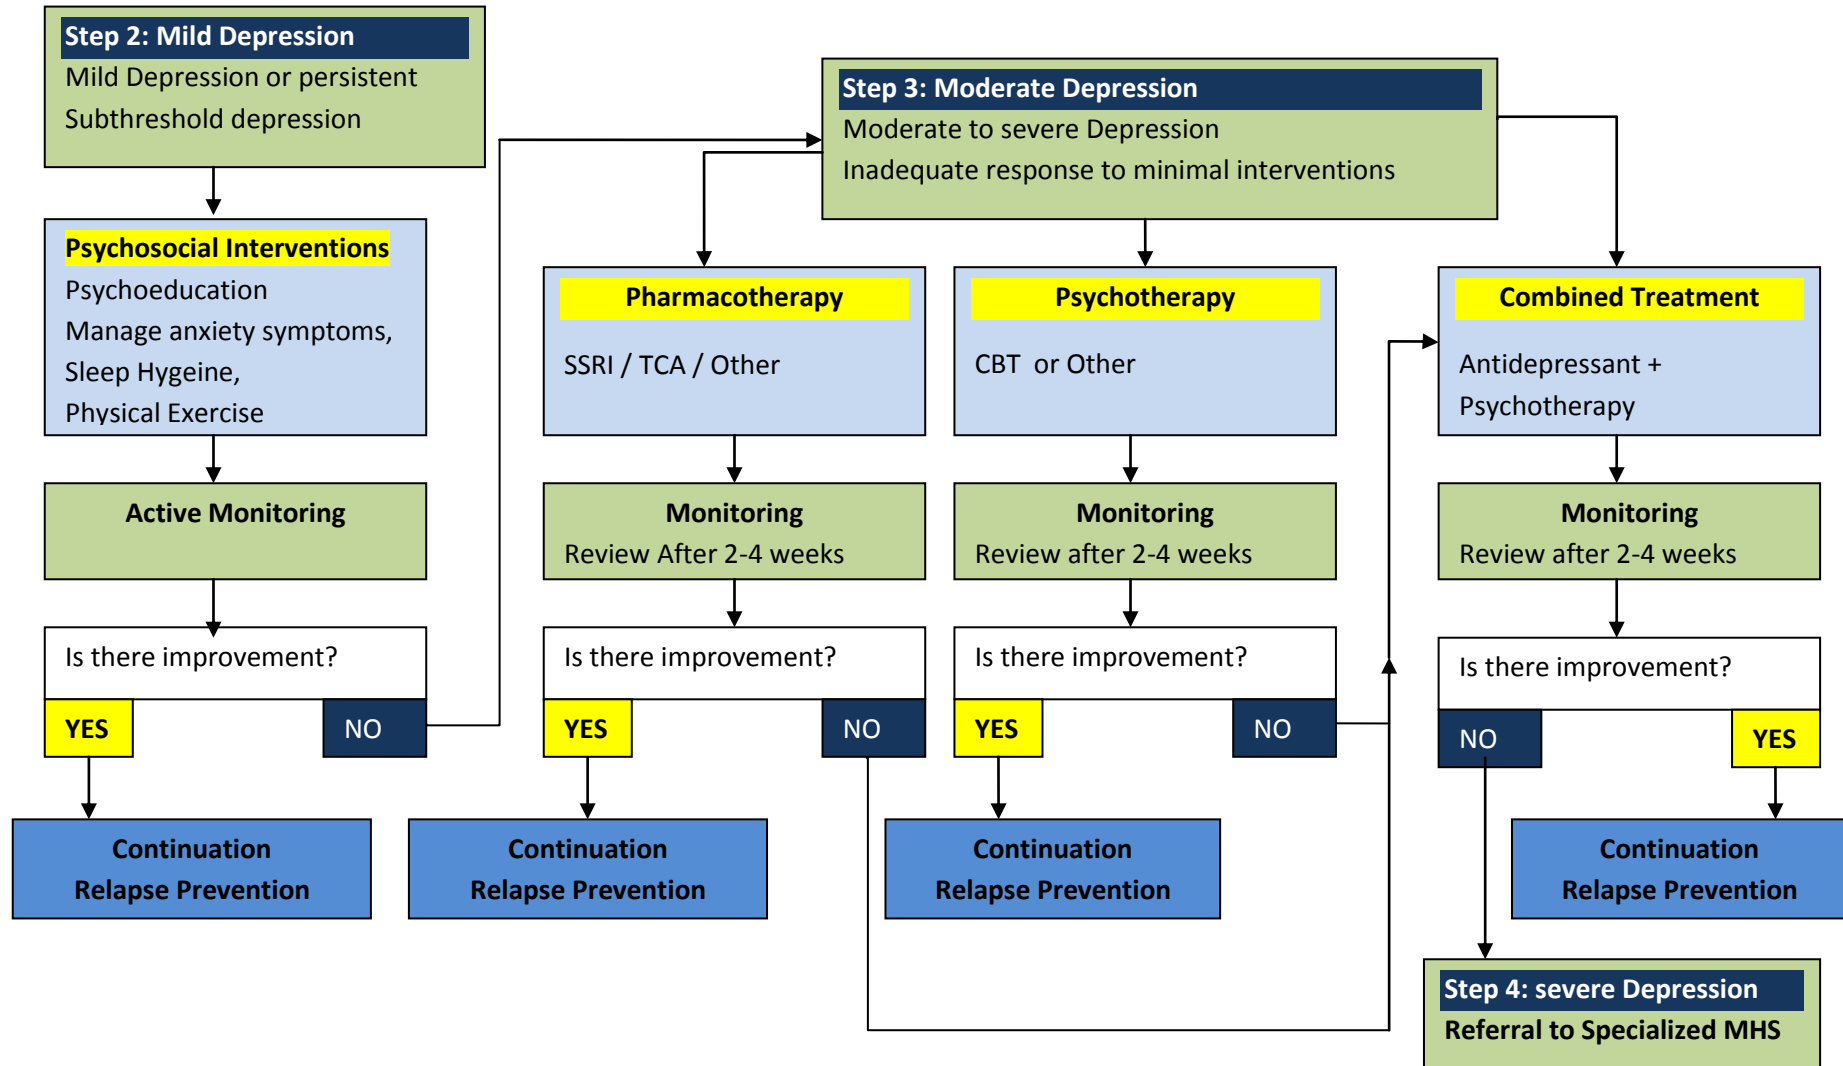 Step 2: Mild Depression
Mild Depression or persistent
Subthreshold depression
Step 3: Moderate Depression
Moderate to severe Depression
Inadequate response to minimal interventions
Psychosocial Interventions
Psychoeducation
Manage anxiety symptoms,
Sleep Hygeine,
Physical Exercise
Pharmacotherapy
SSRI / TCA / Other
Psychotherapy
CBT or Other
Combined Treatment
Antidepressant +
Psychotherapy
Active Monitoring
Monitoring
Review After 2-4 weeks
Monitoring
Review after 2-4 weeks
Monitoring
Review after 2-4 weeks
Is there improvement?
YES
NO
Is there improvement?
YES
NO
Is there improvement?
YES
NO
Is there improvement?
NO
YES
Continuation
Relapse Prevention
Continuation
Relapse Prevention
Continuation
Relapse Prevention
Continuation
Relapse Prevention
Step 4: severe Depression
Referral to Specialized MHS